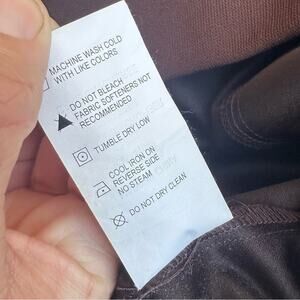 MACHINE WASH COLD
WITH LIKE COLORS
DO NOT BLEACH
FABRIC SOFTENERS NOT
RECOMMENDED
TUMBLE DRY LOW
COOL IRON ON
REVERSE SIDE
NO STEAM
DO NOT DRY CLEAN